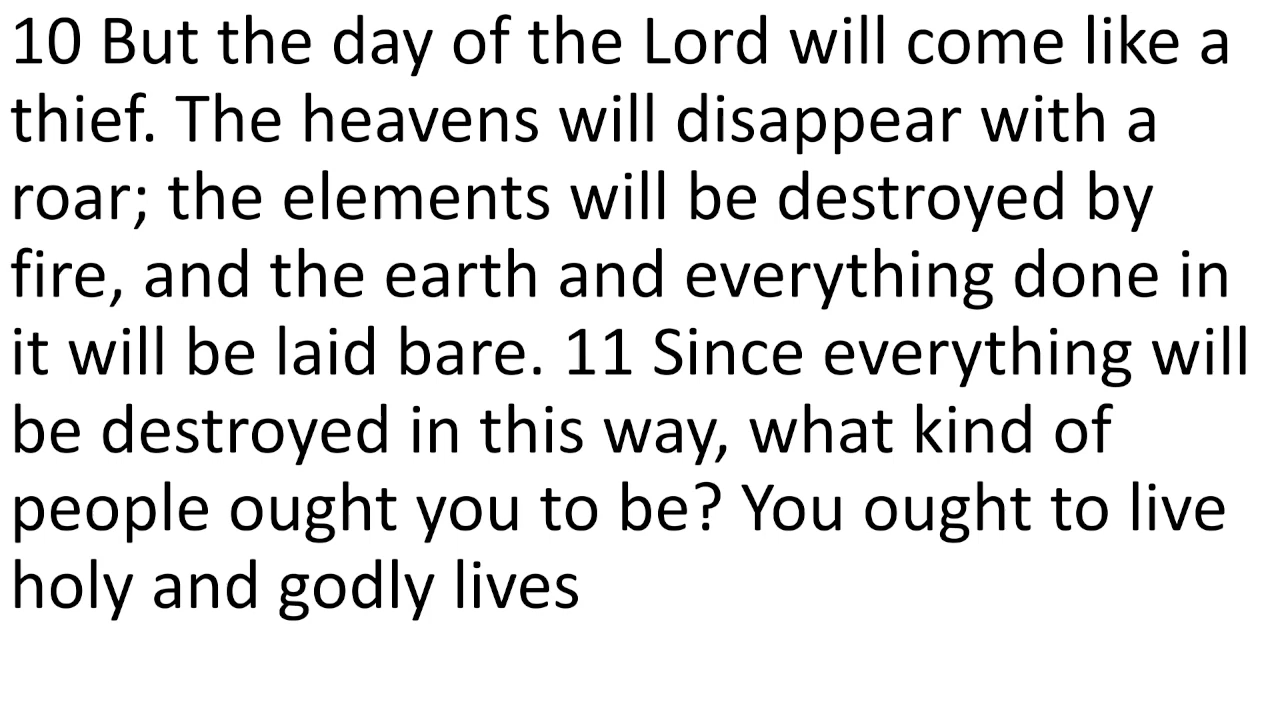 10 But the day of the Lord will come like a
thief. The heavens will disappear with a
roar; the elements will be destroyed by
fire, and the earth and everything done in
it will be laid bare. 11 Since everything will
be destroyed in this way, what kind of
people ought you to be? You ought to live
holy and godly lives